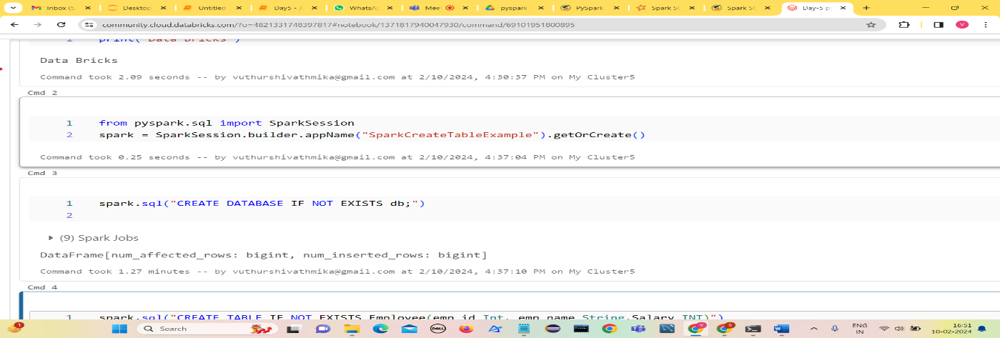 Inbox (5
Desktop
Untitled
Day5 - J
WhatsA
Mee
pyspark
PySpark
Spark SC
Spark SC
Day-5 p
community.cloud.databricks.com/?o=4821331748397817#notebook/1371817940047930/command/69101951800895
V
1 print("Data Bricks")
Data Bricks
Command took 2.09 seconds -- by vuthurshivathmika@gmail.com at 2/10/2024, 4:30:37 PM on My Cluster5
Cmd 2
1 from pyspark.sql import SparkSession
2 spark = SparkSession.builder.appName("SparkCreateTableExample").getOrCreate()
Command took 0.25 seconds -- by vuthurshivathmika@gmail.com at 2/10/2024, 4:37:04 PM on My Cluster5
Cmd 3
1 spark.sql("CREATE DATABASE IF NOT EXISTS db;")
2
(9) Spark Jobs
DataFrame[num_affected_rows: bigint, num_inserted_rows: bigint]
Command took 1.27 minutes -- by vuthurshivathmika@gmail.com at 2/10/2024, 4:37:10 PM on My Cluster5
Cmd 4
1 spark.sql("CREATE TABLE IF NOT EXISTS Employee(emp_id Int, emp_name String,Salary INT)")
1
Search
DELL
ENG
IN
16:51
10-02-2024